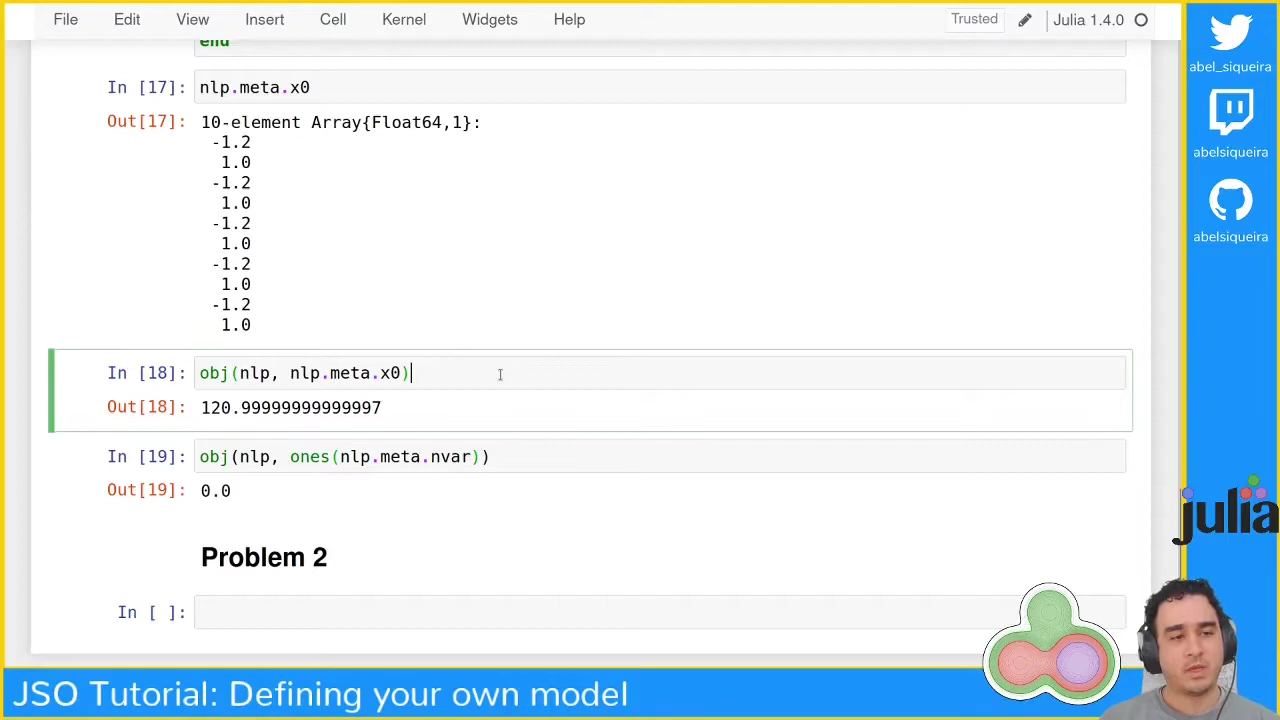 File Edit View Insert Cell Kernel Widgets Help Trusted Julia 1.4.0
end
In [17]: nlp.meta.x0
Out[17]: 10-element Array{Float64,1}:
-1.2
1.0
-1.2
1.0
-1.2
1.0
-1.2
1.0
-1.2
1.0
In [18]: obj(nlp, nlp.meta.x0)
Out[18]: 120.99999999999997
In [19]: obj(nlp, ones(nlp.meta.nvar))
Out[19]: 0.0
Problem 2
In [ ]:
abel_siqueira
abelsiqueira
abelsiqueira
julia
JSO Tutorial: Defining your own model